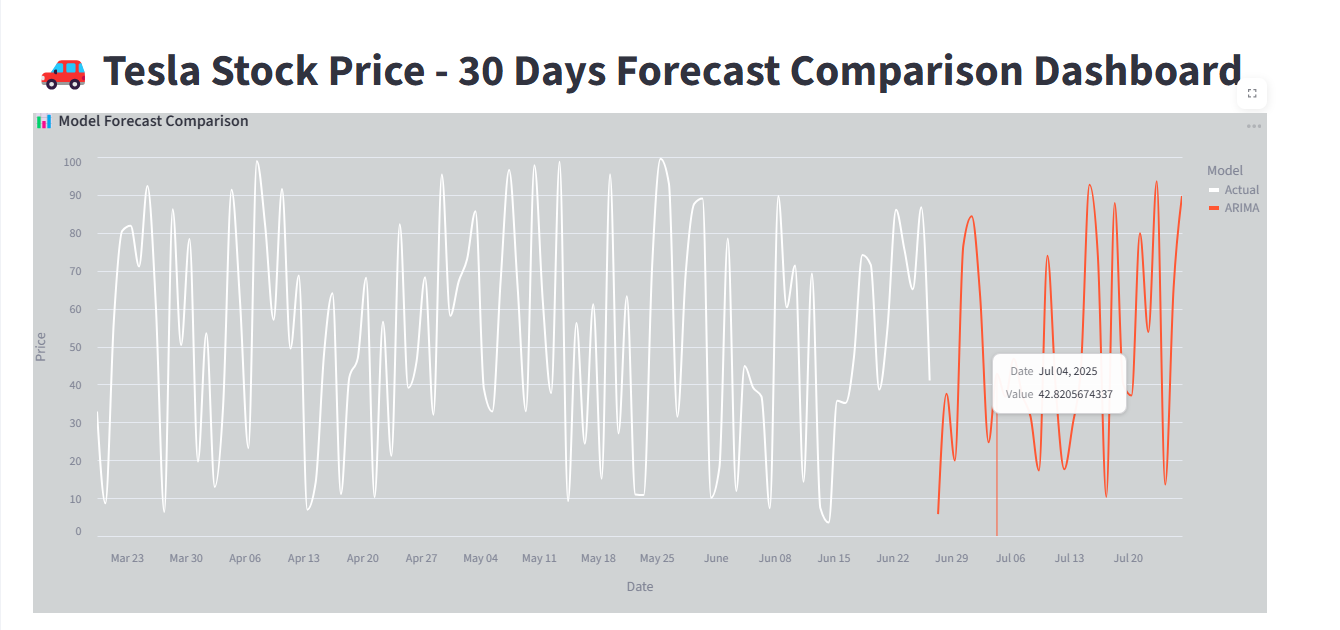 Tesla Stock Price - 30 Days Forecast Comparison Dashboard
Model Forecast Comparison
Model
Actual
ARIMA
100
90
80
70
60
50
40
30
20
10
0
Price
Date Jul 04, 2025
Value 42.8205674337
Mar 23 Mar 30 Apr 06 Apr 13 Apr 20 Apr 27 May 04 May 11 May 18 May 25 June Jun 08 Jun 15 Jun 22 Jun 29 Jul 06 Jul 13 Jul 20
Date